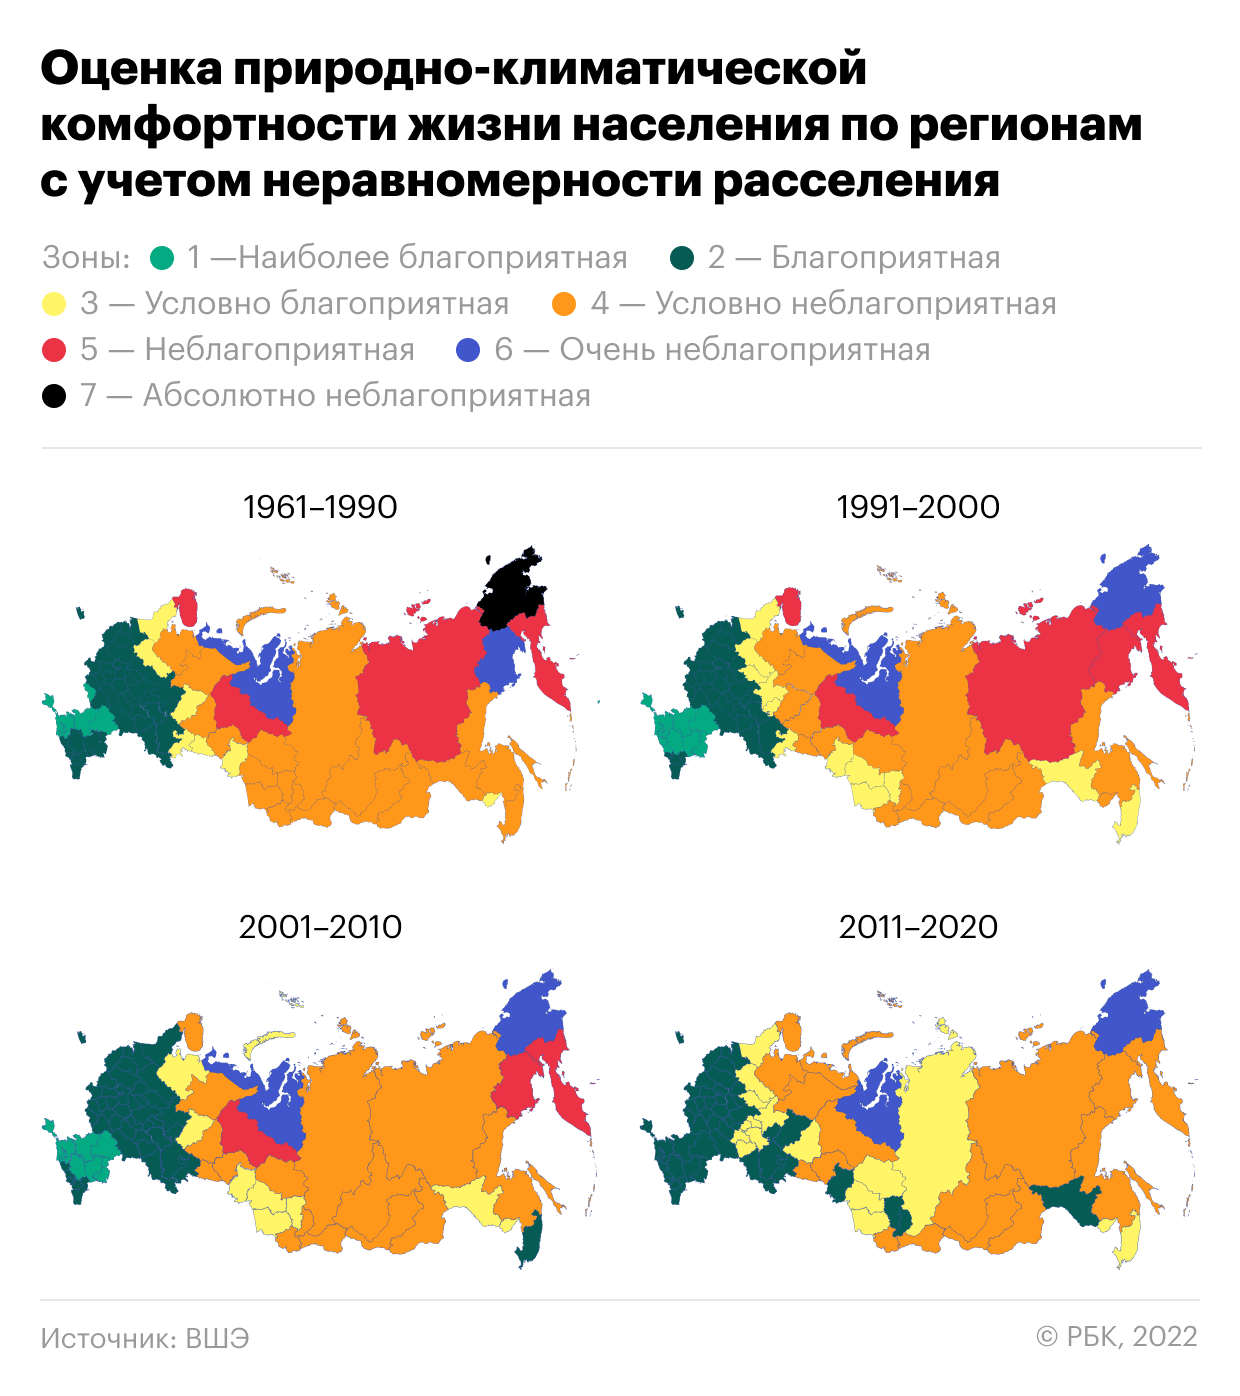 Оценка природно-климатической
комфортности жизни населения по регионам
с учетом неравномерности расселения
Зоны: 1 —Наиболее благоприятная 2 — Благоприятная
3 — Условно благоприятная 4 — Условно неблагоприятная
5 — Неблагоприятная 6 — Очень неблагоприятная
7 — Абсолютно неблагоприятная
1961–1990 1991–2000
2001–2010 2011–2020
Источник: ВШЭ © РБК, 2022